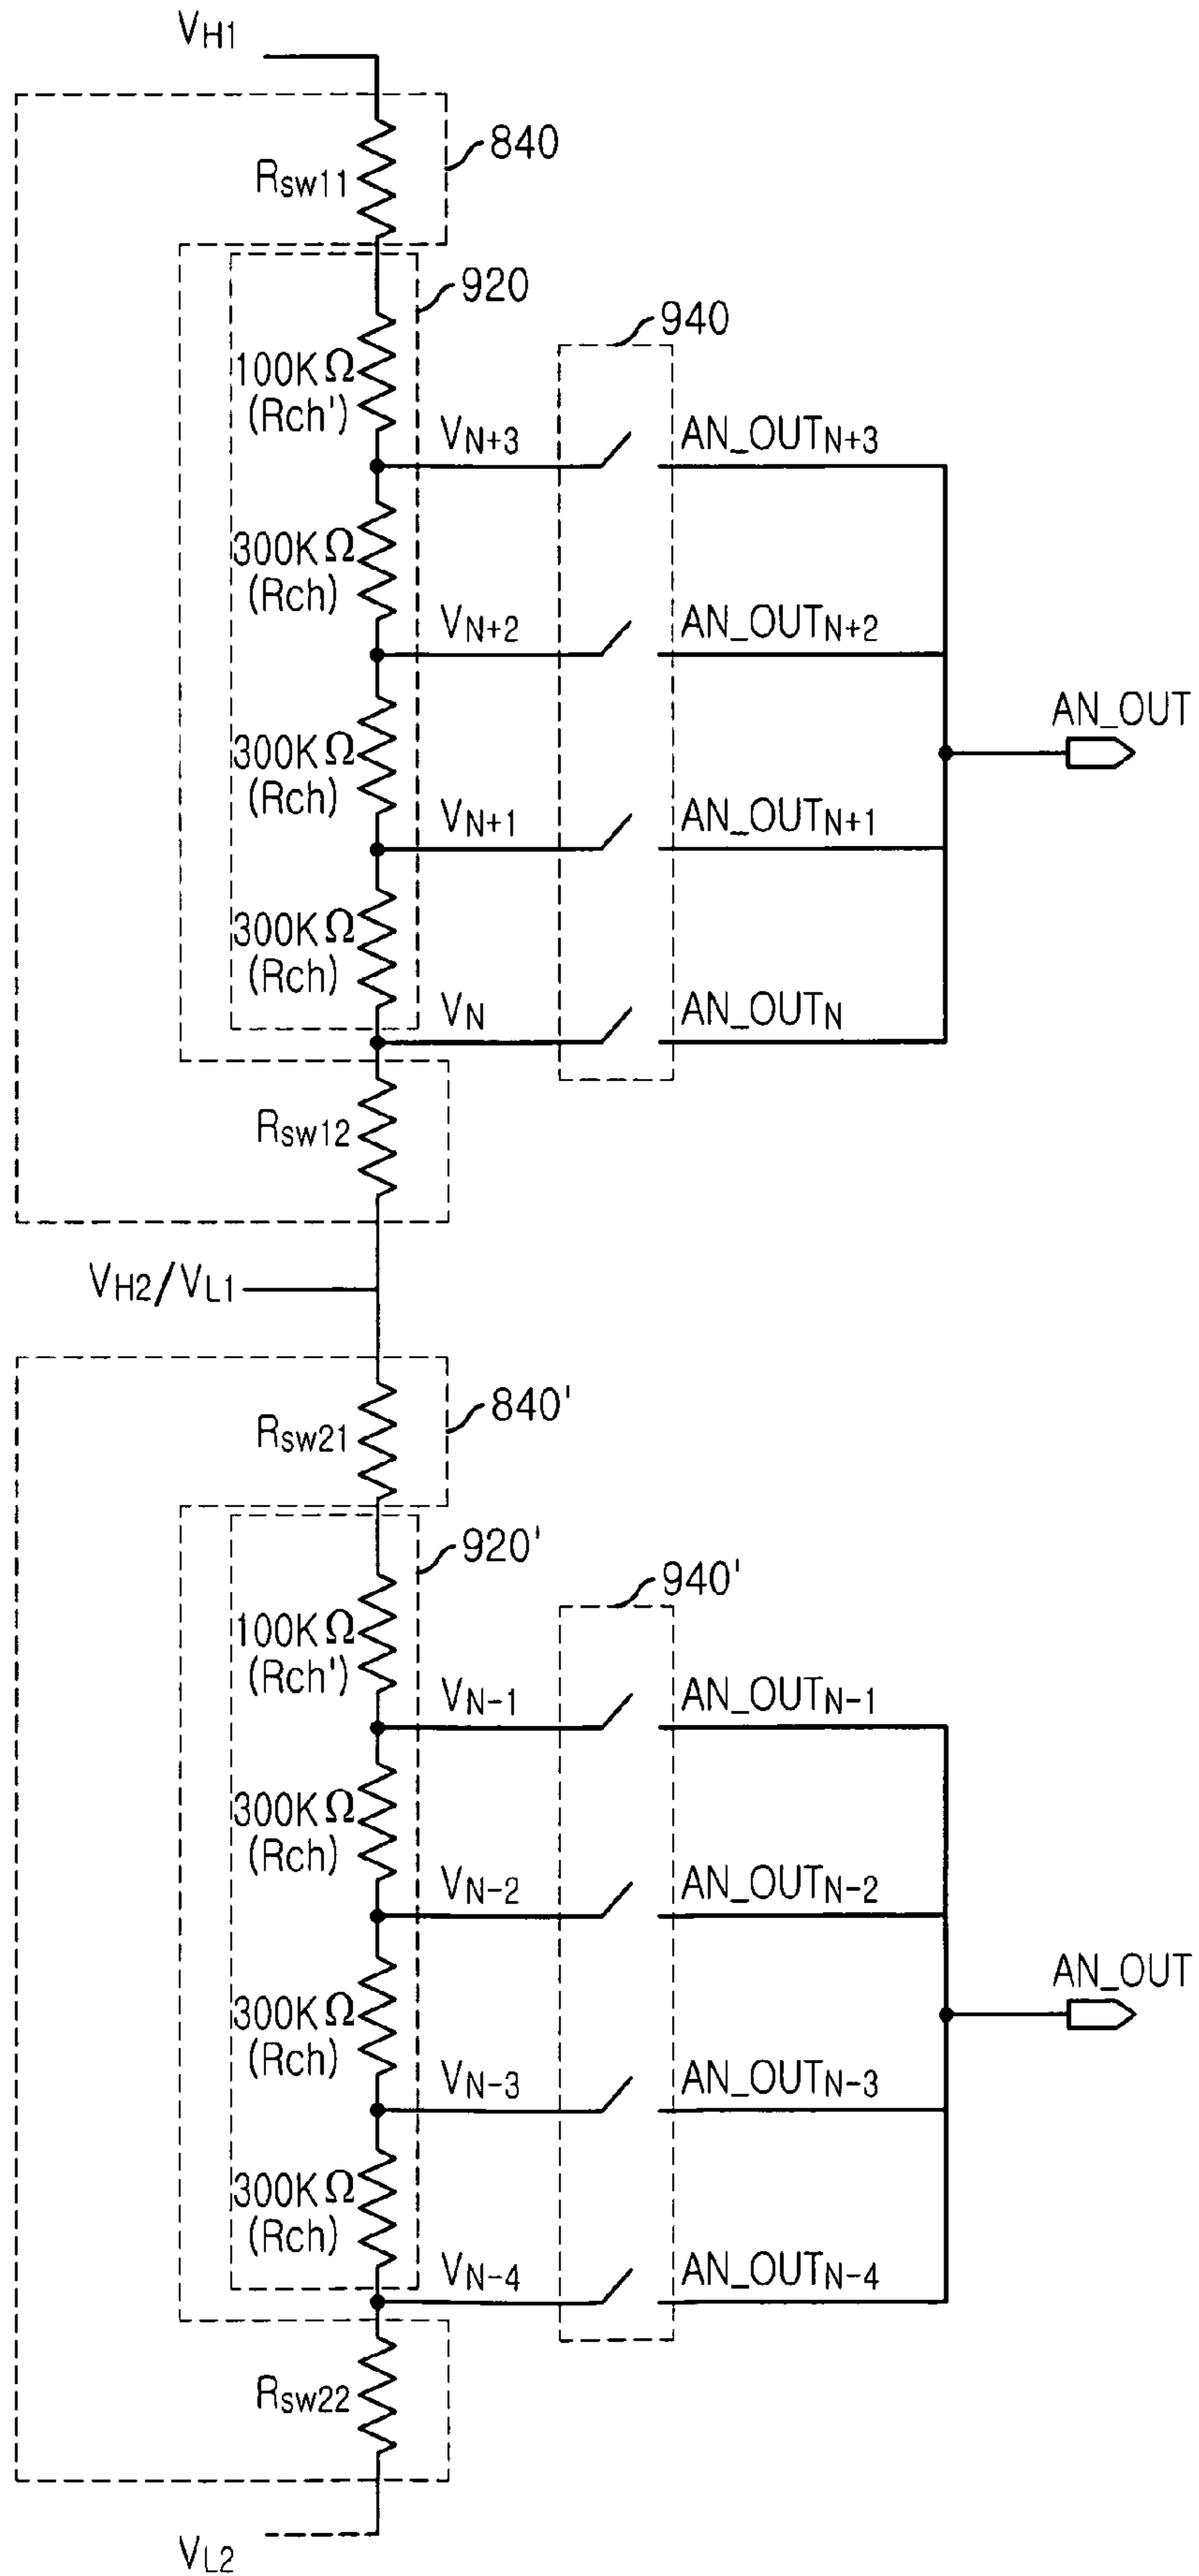 VH1
840
Rsw11
920
940
100KΩ
(Rch')
VN+3
AN_OUTN+3
300KΩ
(Rch)
VN+2
AN_OUTN+2
AN_OUT
300KΩ
(Rch)
VN+1
AN_OUTN+1
300KΩ
(Rch)
VN
AN_OUTN
Rsw12
VH2/VL1
840'
Rsw21
920'
940'
100KΩ
(Rch')
VN-1
AN_OUTN-1
300KΩ
(Rch)
VN-2
AN_OUTN-2
AN_OUT
300KΩ
(Rch)
VN-3
AN_OUTN-3
300KΩ
(Rch)
VN-4
AN_OUTN-4
Rsw22
VL2